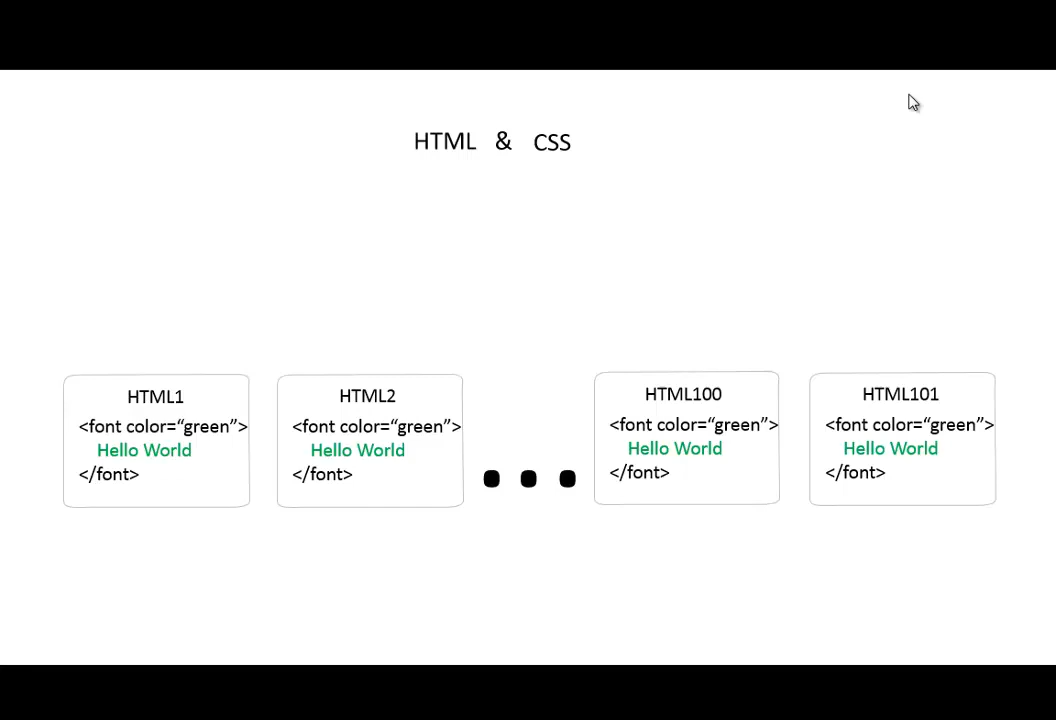 HTML & CSS
HTML1
<font color=“green”>
Hello World
</font>
HTML2
<font color=“green”>
Hello World
</font>
HTML100
<font color=“green”>
Hello World
</font>
HTML101
<font color=“green”>
Hello World
</font>